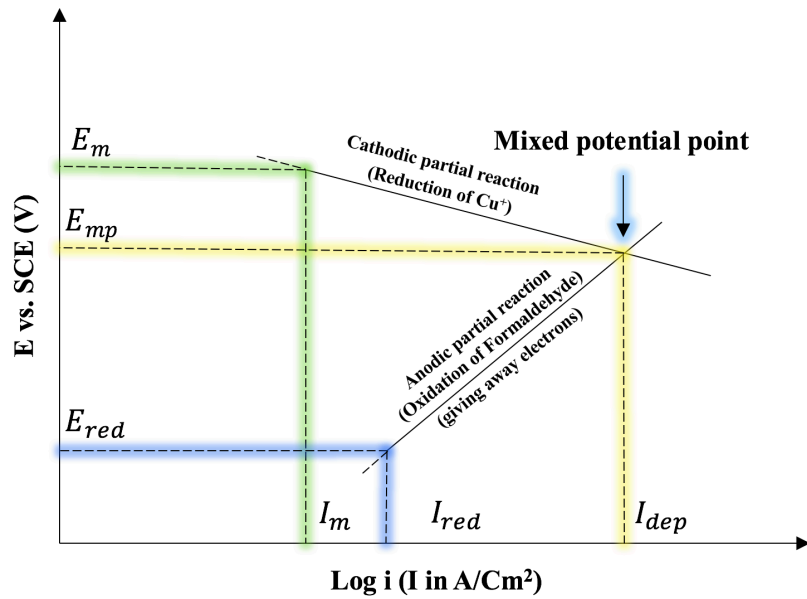 E_m
Cathodic partial reaction
(Reduction of Cu⁺)
Mixed potential point
E_mp
E vs. SCE (V)
Anodic partial reaction
(Oxidation of Formaldehyde)
(giving away electrons)
E_red
I_m
I_red
I_dep
Log i (I in A/Cm²)